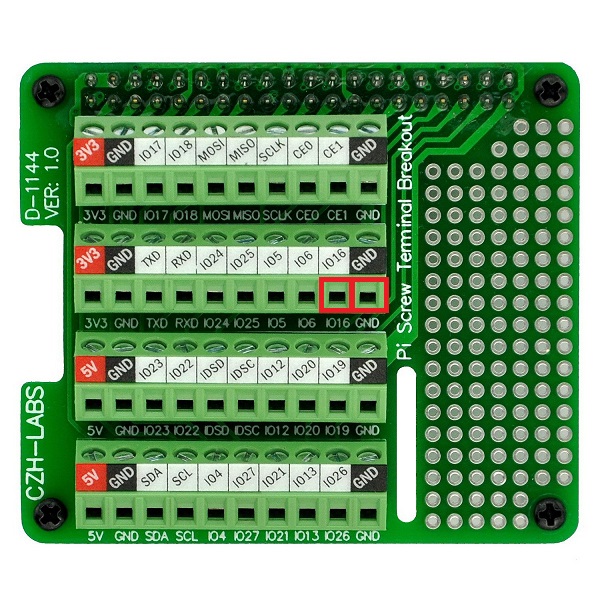 D-1144
VER: 1.0
3V3 GND IO17 IO18 MOSI MISO SCLK CE0 CE1 GND
3V3 GND IO17 IO18 MOSI MISO SCLK CE0 CE1 GND
3V3 GND TXD RXD IO24 IO25 IO5 IO6 IO16 GND
3V3 GND TXD RXD IO24 IO25 IO5 IO6 IO16 GND
5V GND IO23 IO22 IDSD IDSC IO12 IO20 IO19 GND
5V GND IO23 IO22 IDSD IDSC IO12 IO20 IO19 GND
5V GND SDA SCL IO4 IO27 IO21 IO13 IO26 GND
5V GND SDA SCL IO4 IO27 IO21 IO13 IO26 GND
CZH-LABS
Pi Screw Terminal Breakout